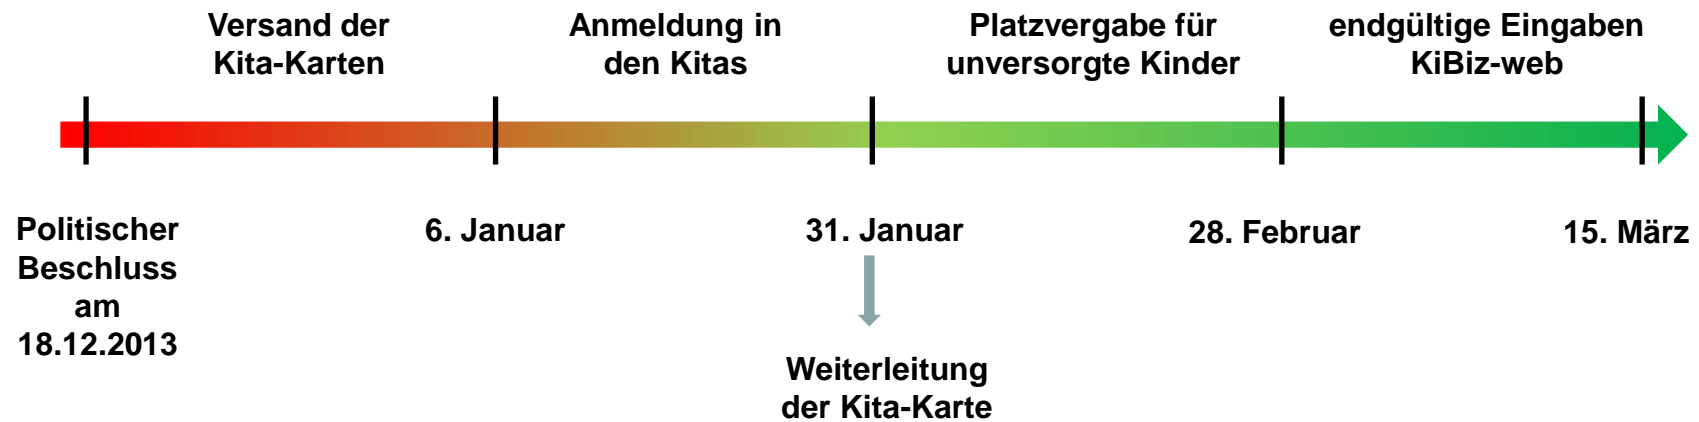 Versand der
Kita-Karten
Anmeldung in
den Kitas
Platzvergabe für
unversorgte Kinder
endgültige Eingaben
KiBiz-web
Politischer
Beschluss
am
18.12.2013
6. Januar
31. Januar
28. Februar
15. März
Weiterleitung
der Kita-Karte